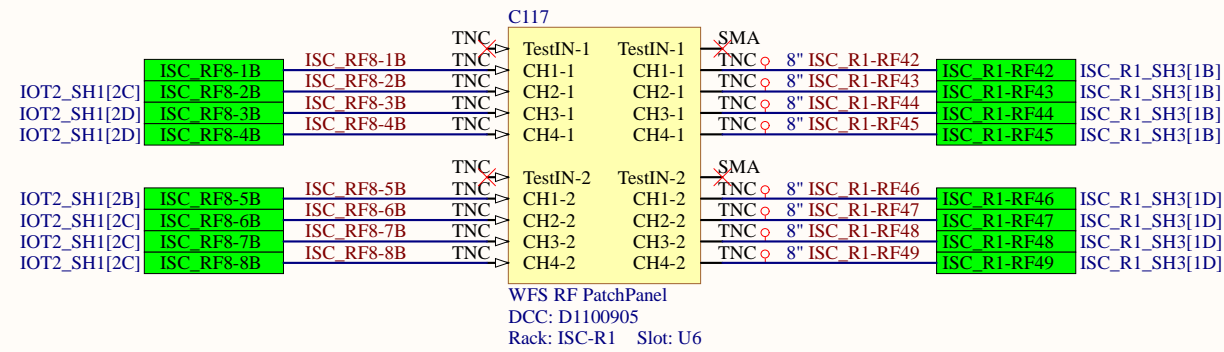 C117
TNC TestIN-1 TestIN-1 SMA
ISC_RF8-1B ISC_RF8-1B TNC CH1-1 CH1-1 TNC 8" ISC_R1-RF42 ISC_R1-RF42 ISC_R1_SH3[1B]
IOT2_SH1[2C] ISC_RF8-2B ISC_RF8-2B TNC CH2-1 CH2-1 TNC 8" ISC_R1-RF43 ISC_R1-RF43 ISC_R1_SH3[1B]
IOT2_SH1[2D] ISC_RF8-3B ISC_RF8-3B TNC CH3-1 CH3-1 TNC 8" ISC_R1-RF44 ISC_R1-RF44 ISC_R1_SH3[1B]
IOT2_SH1[2D] ISC_RF8-4B ISC_RF8-4B TNC CH4-1 CH4-1 TNC 8" ISC_R1-RF45 ISC_R1-RF45 ISC_R1_SH3[1B]
TNC TestIN-2 TestIN-2 SMA
IOT2_SH1[2B] ISC_RF8-5B ISC_RF8-5B TNC CH1-2 CH1-2 TNC 8" ISC_R1-RF46 ISC_R1-RF46 ISC_R1_SH3[1D]
IOT2_SH1[2C] ISC_RF8-6B ISC_RF8-6B TNC CH2-2 CH2-2 TNC 8" ISC_R1-RF47 ISC_R1-RF47 ISC_R1_SH3[1D]
IOT2_SH1[2C] ISC_RF8-7B ISC_RF8-7B TNC CH3-2 CH3-2 TNC 8" ISC_R1-RF48 ISC_R1-RF48 ISC_R1_SH3[1D]
IOT2_SH1[2C] ISC_RF8-8B ISC_RF8-8B TNC CH4-2 CH4-2 TNC 8" ISC_R1-RF49 ISC_R1-RF49 ISC_R1_SH3[1D]
WFS RF PatchPanel
DCC: D1100905
Rack: ISC-R1 Slot: U6